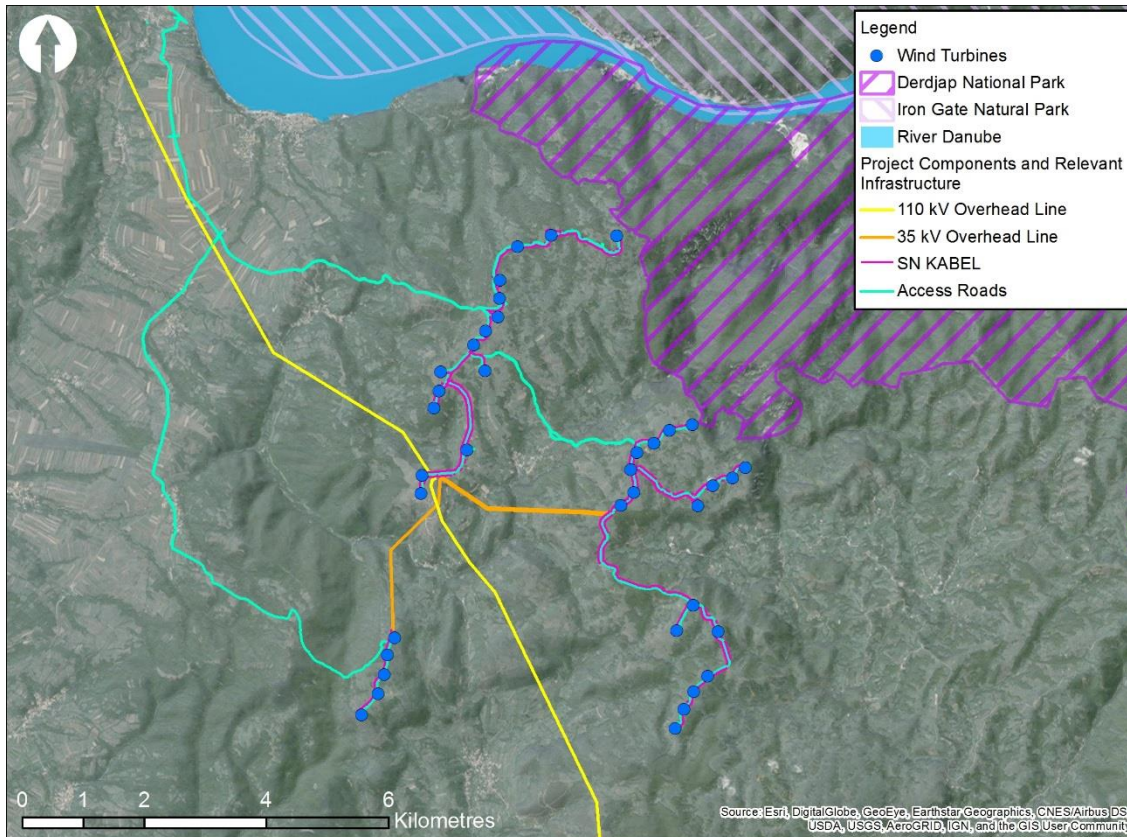 Legend
Wind Turbines
Derdjap National Park
Iron Gate Natural Park
River Danube
Project Components and Relevant
Infrastructure
110 kV Overhead Line
35 kV Overhead Line
SN KABEL
Access Roads
0 1 2 4 6
Kilometres
Source: Esri, DigitalGlobe, GeoEye, Earthstar Geographics, CNES/Airbus DS,
USDA, USGS, AeroGRID, IGN, and the GIS User Community